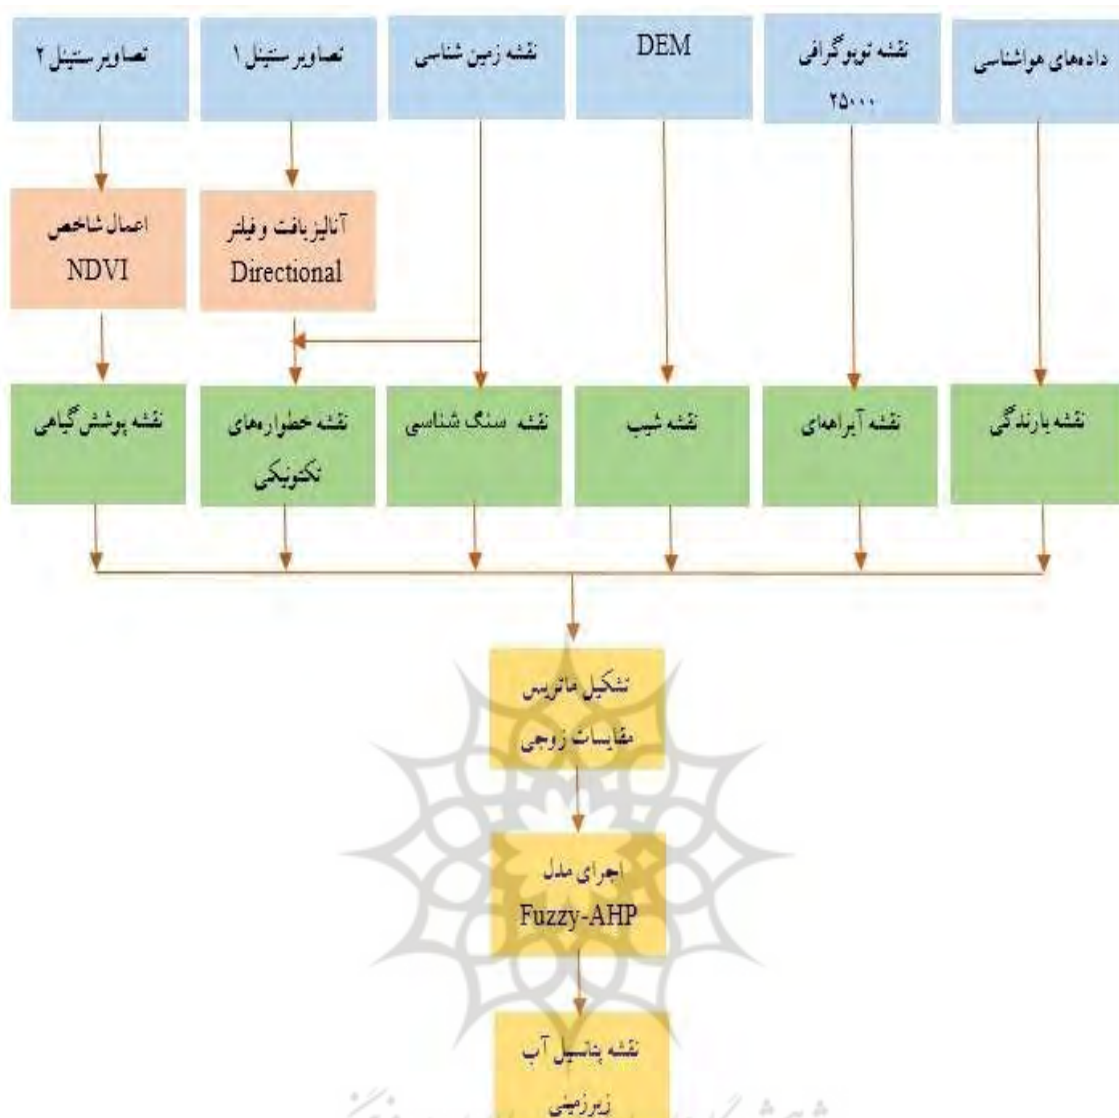 داده‌های هواشناسی
نقشه توپوگرافی
۲۵۰۰۰
DEM
نقشه زمین شناسی
تصاویر سنتینل ۱
تصاویر سنتینل ۲
آنالیز بافت و فیلتر
Directional
اعمال شاخص
NDVI
نقشه بارندگی
نقشه آبراهه‌ای
نقشه شیب
نقشه سنگ شناسی
نقشه خطواره‌های
تکتونیکی
نقشه پوشش گیاهی
تشکیل ماتریس
مقایسات زوجی
اجرای مدل
Fuzzy-AHP
نقشه پتانسیل آب
زیرزمینی